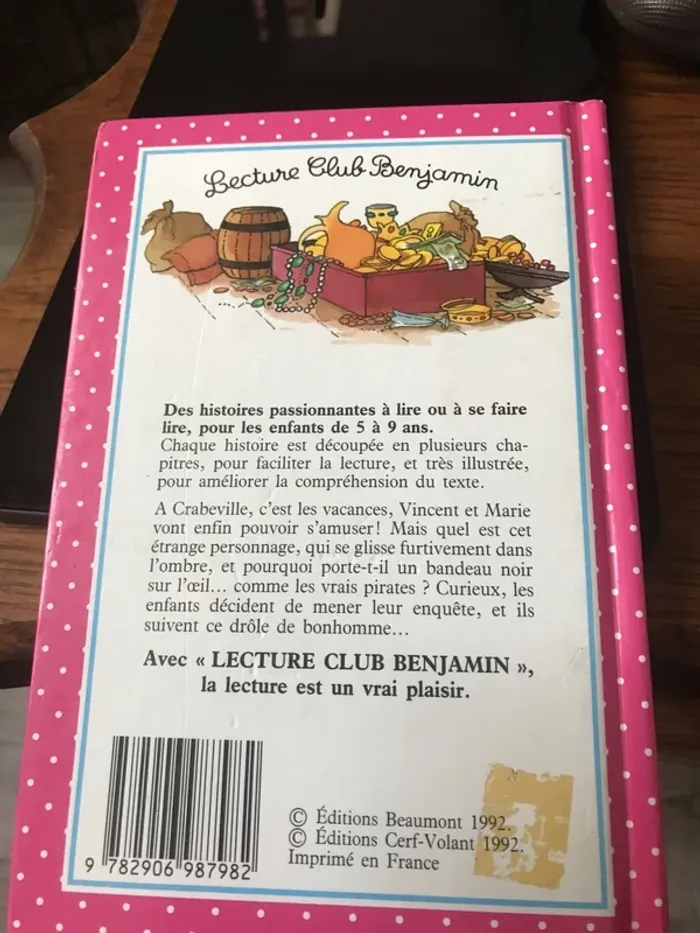 Lecture Club Benjamin
Des histoires passionnantes à lire ou à se faire
lire, pour les enfants de 5 à 9 ans.
Chaque histoire est découpée en plusieurs cha-
pitres, pour faciliter la lecture, et très illustrée,
pour améliorer la compréhension du texte.
A Crabeville, c'est les vacances, Vincent et Marie
vont enfin pouvoir s'amuser! Mais quel est cet
étrange personnage, qui se glisse furtivement dans
l'ombre, et pourquoi porte-t-il un bandeau noir
sur l'œil... comme les vrais pirates ? Curieux, les
enfants décident de mener leur enquête, et ils
suivent ce drôle de bonhomme...
Avec « LECTURE CLUB BENJAMIN »,
la lecture est un vrai plaisir.
© Éditions Beaumont 1992.
© Éditions Cerf-Volant 1992.
Imprimé en France
9 782906 987982